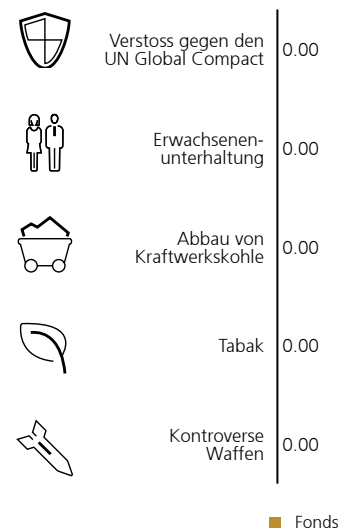 Verstoss gegen den
UN Global Compact
0.00
Erwachsenen-
unterhaltung
0.00
Abbau von
Kraftwerkskohle
0.00
Tabak
0.00
Kontroverse
Waffen
0.00
Fonds